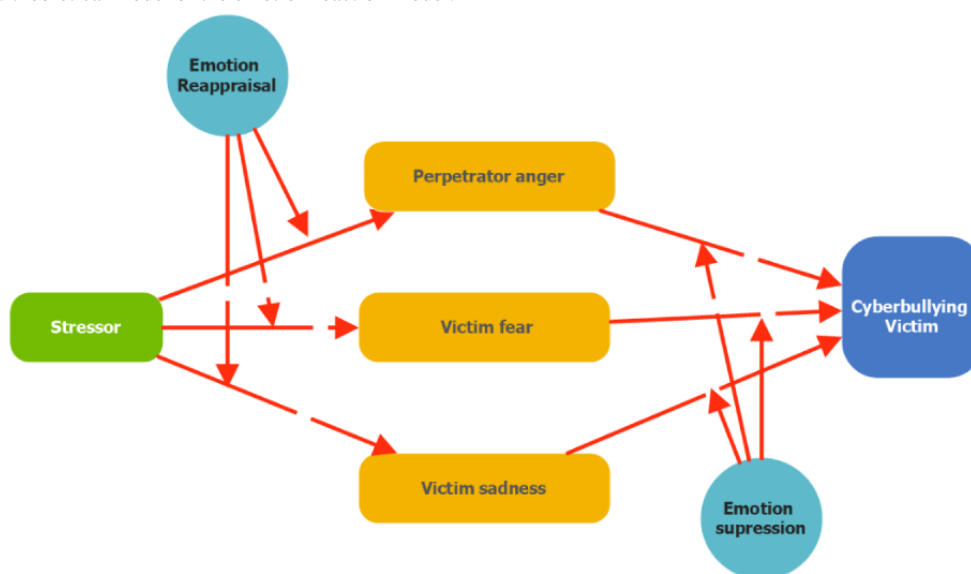 Emotion
Reappraisal
Perpetrator anger
Stressor
Victim fear
Cyberbullying
Victim
Victim sadness
Emotion
supression